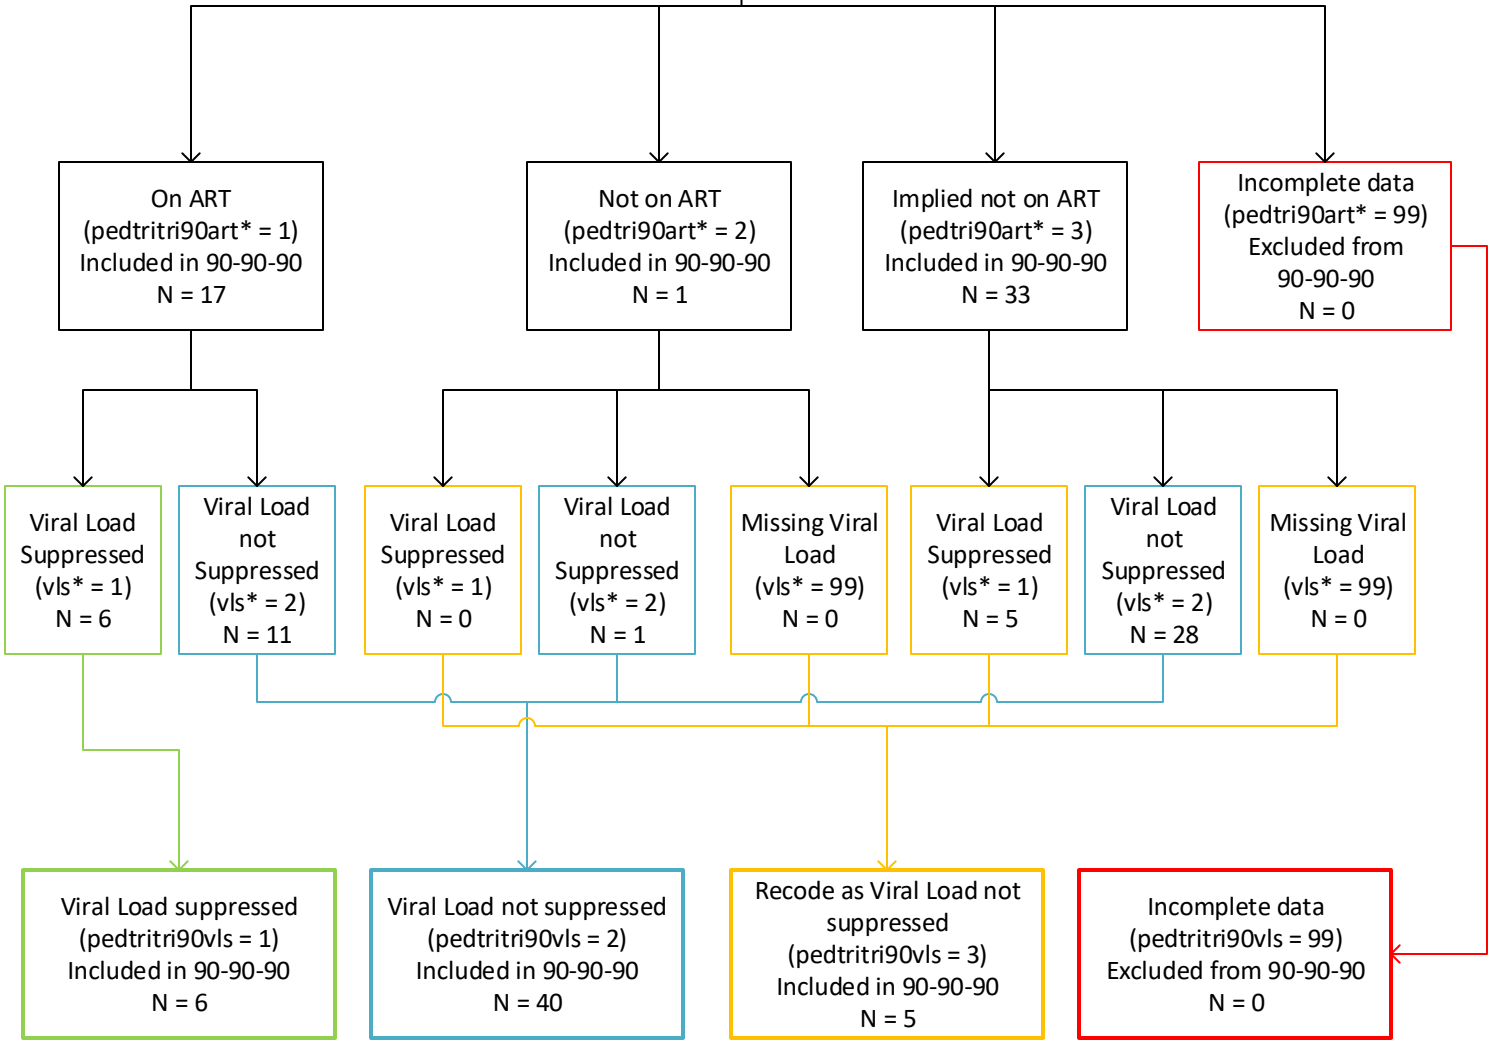 On ART
(pedtritri90art* = 1)
Included in 90-90-90
N = 17
Not on ART
(pedtri90art* = 2)
Included in 90-90-90
N = 1
Implied not on ART
(pedtri90art* = 3)
Included in 90-90-90
N = 33
Incomplete data
(pedtri90art* = 99)
Excluded from
90-90-90
N = 0
Viral Load
Suppressed
(vls* = 1)
N = 6
Viral Load
not
Suppressed
(vls* = 2)
N = 11
Viral Load
Suppressed
(vls* = 1)
N = 0
Viral Load
not
Suppressed
(vls* = 2)
N = 1
Missing Viral
Load
(vls* = 99)
N = 0
Viral Load
Suppressed
(vls* = 1)
N = 5
Viral Load
not
Suppressed
(vls* = 2)
N = 28
Missing Viral
Load
(vls* = 99)
N = 0
Viral Load suppressed
(pedtritri90vls = 1)
Included in 90-90-90
N = 6
Viral Load not suppressed
(pedtritri90vls = 2)
Included in 90-90-90
N = 40
Recode as Viral Load not
suppressed
(pedtritri90vls = 3)
Included in 90-90-90
N = 5
Incomplete data
(pedtritri90vls = 99)
Excluded from 90-90-90
N = 0